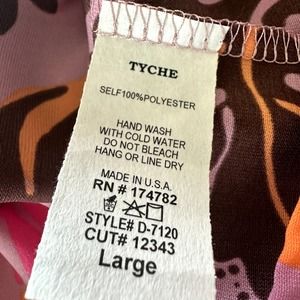 TYCHE
SELF100%POLYESTER
HAND WASH
WITH COLD WATER
DO NOT BLEACH
HANG OR LINE DRY
MADE IN U.S.A.
RN # 174782
STYLE# D-7120
CUT# 12343
Large